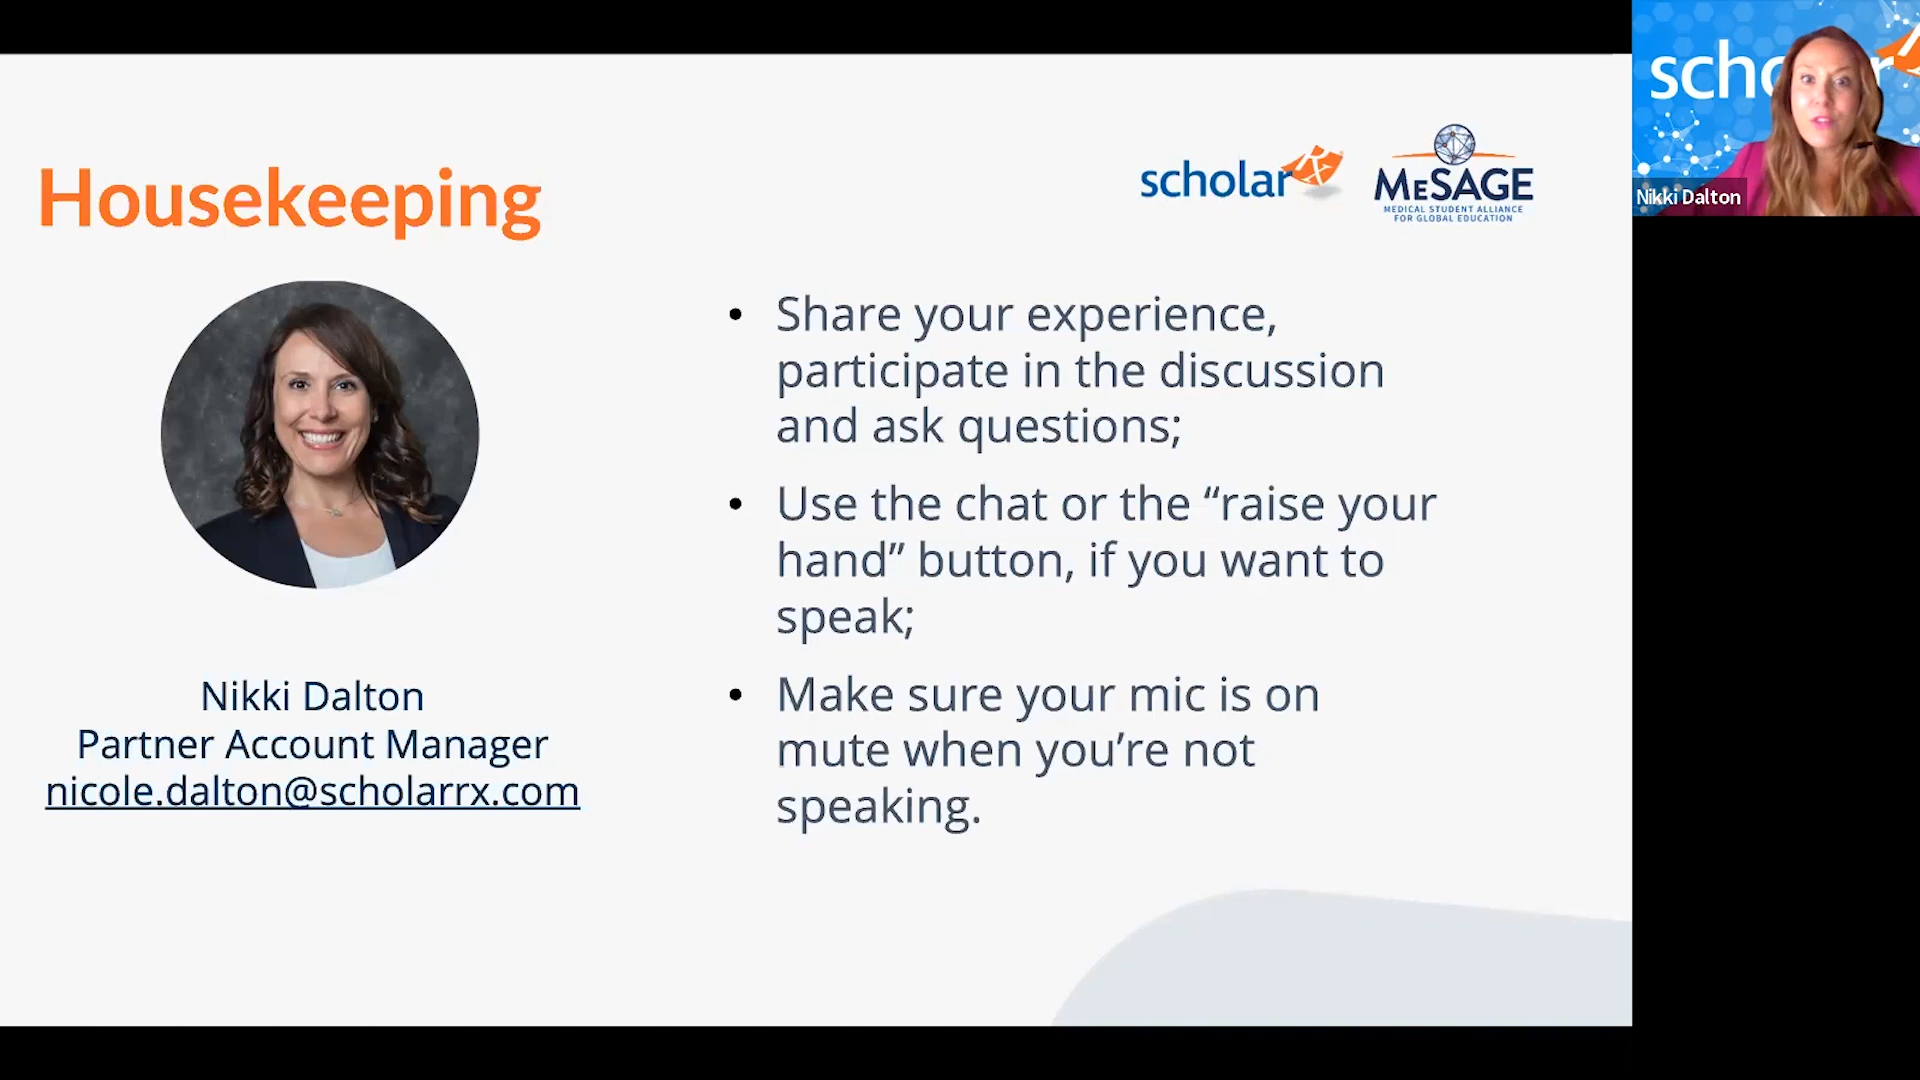 Housekeeping
scholarRx
MeSAGE
MEDICAL STUDENT ALLIANCE
FOR GLOBAL EDUCATION
Nikki Dalton
Partner Account Manager
nicole.dalton@scholarrx.com
• Share your experience,
participate in the discussion
and ask questions;
• Use the chat or the “raise your
hand” button, if you want to
speak;
• Make sure your mic is on
mute when you’re not
speaking.
Nikki Dalton